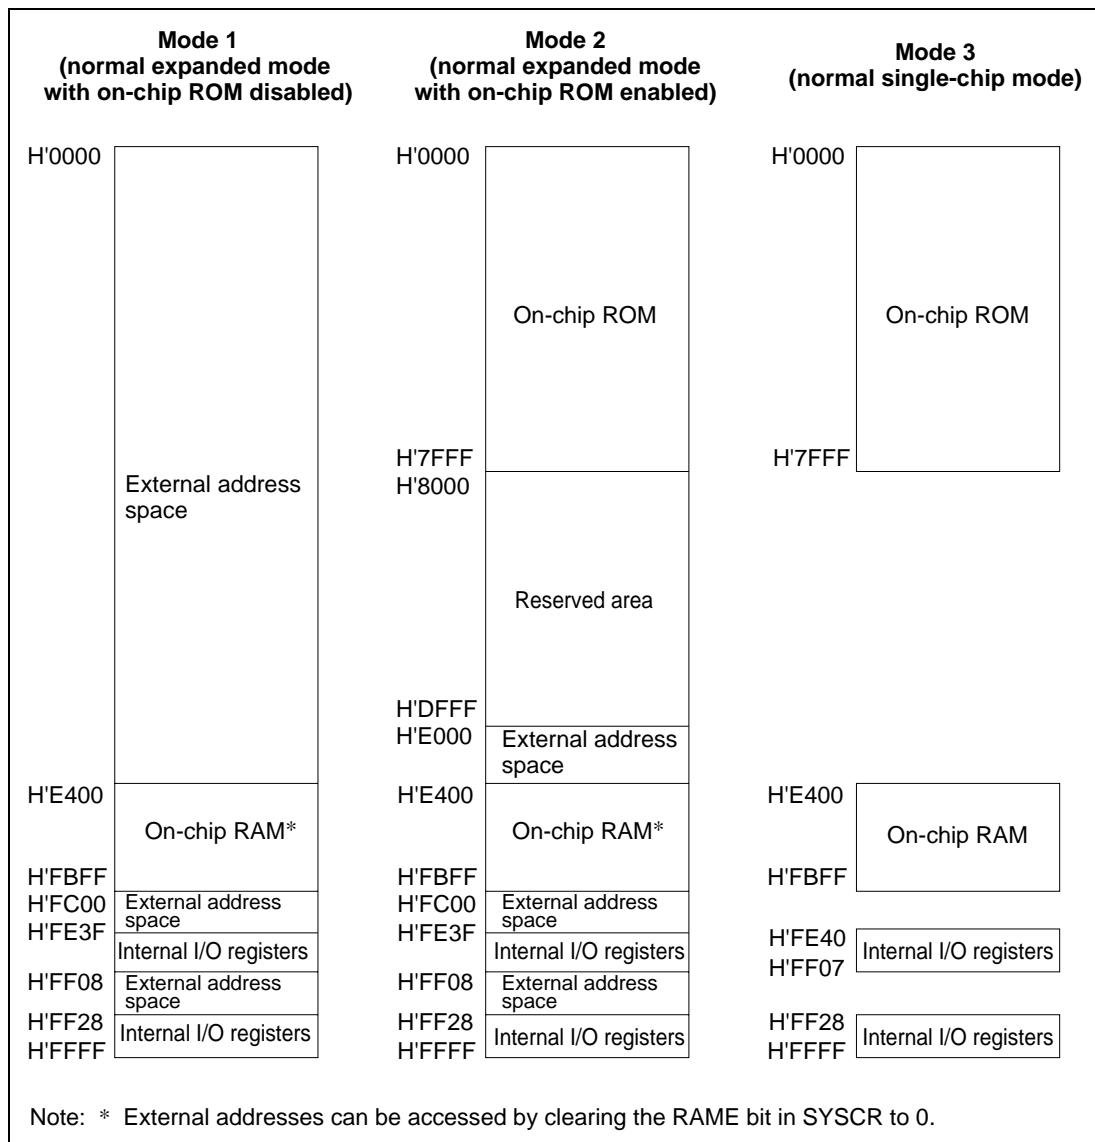 Mode 1
(normal expanded mode
with on-chip ROM disabled)
H'0000
External address
space
H'E400
On-chip RAM*
H'FBFF
H'FC00
External address
space
H'FE3F
Internal I/O registers
H'FF08
External address
space
H'FF28
Internal I/O registers
H'FFFF
Mode 2
(normal expanded mode
with on-chip ROM enabled)
H'0000
On-chip ROM
H'7FFF
H'8000
Reserved area
H'DFFF
H'E000
External address
space
H'E400
On-chip RAM*
H'FBFF
H'FC00
External address
space
H'FE3F
Internal I/O registers
H'FF08
External address
space
H'FF28
Internal I/O registers
H'FFFF
Mode 3
(normal single-chip mode)
H'0000
On-chip ROM
H'7FFF
H'E400
On-chip RAM
H'FBFF
H'FE40
Internal I/O registers
H'FF07
H'FF28
Internal I/O registers
H'FFFF
Note: * External addresses can be accessed by clearing the RAME bit in SYSCR to 0.